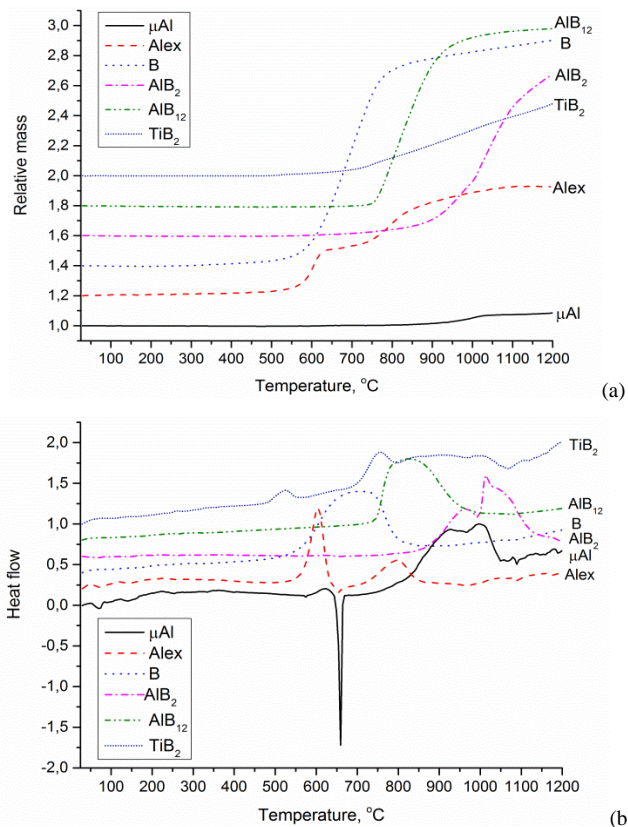 3,0
2,8
2,6
2,4
2,2
2,0
1,8
1,6
1,4
1,2
1,0
Relative mass
μAl
Alex
B
AlB₂
AlB₁₂
TiB₂
AlB₁₂
B
AlB₂
TiB₂
Alex
μAl
100 200 300 400 500 600 700 800 900 1000 1100 1200
Temperature, °C
(a)
2,0
1,5
1,0
0,5
0,0
-0,5
-1,0
-1,5
-2,0
Heat flow
TiB₂
AlB₁₂
B
AlB₂
μAl
Alex
μAl
Alex
B
AlB₂
AlB₁₂
TiB₂
100 200 300 400 500 600 700 800 900 1000 1100 1200
Temperature, °C
(b